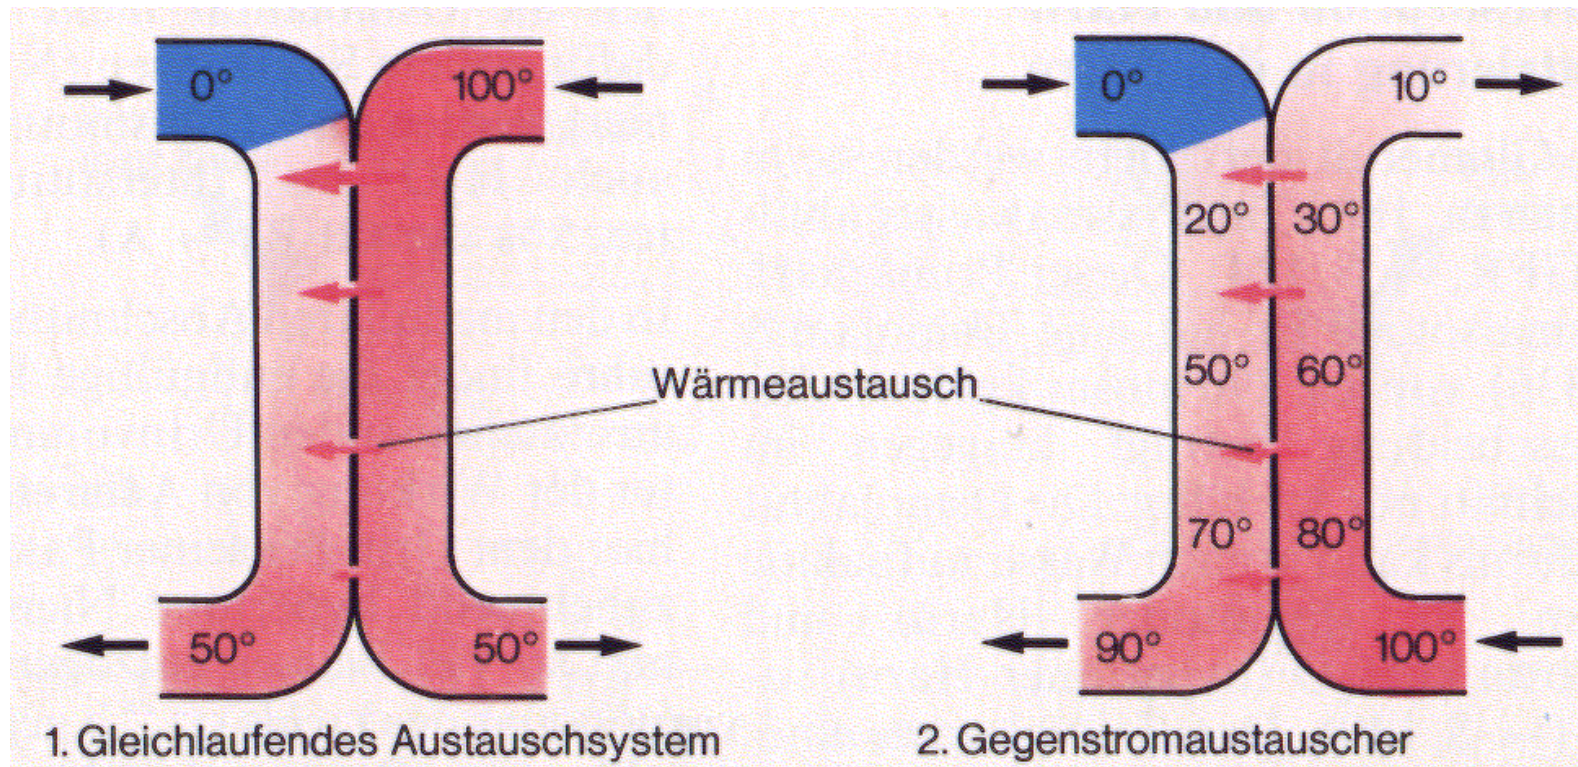 0° 100° 0° 10°
20° 30°
50° 60°
Wärmeaustausch
70° 80°
50° 50° 90° 100°
1. Gleichlaufendes Austauschsystem
2. Gegenstromaustauscher